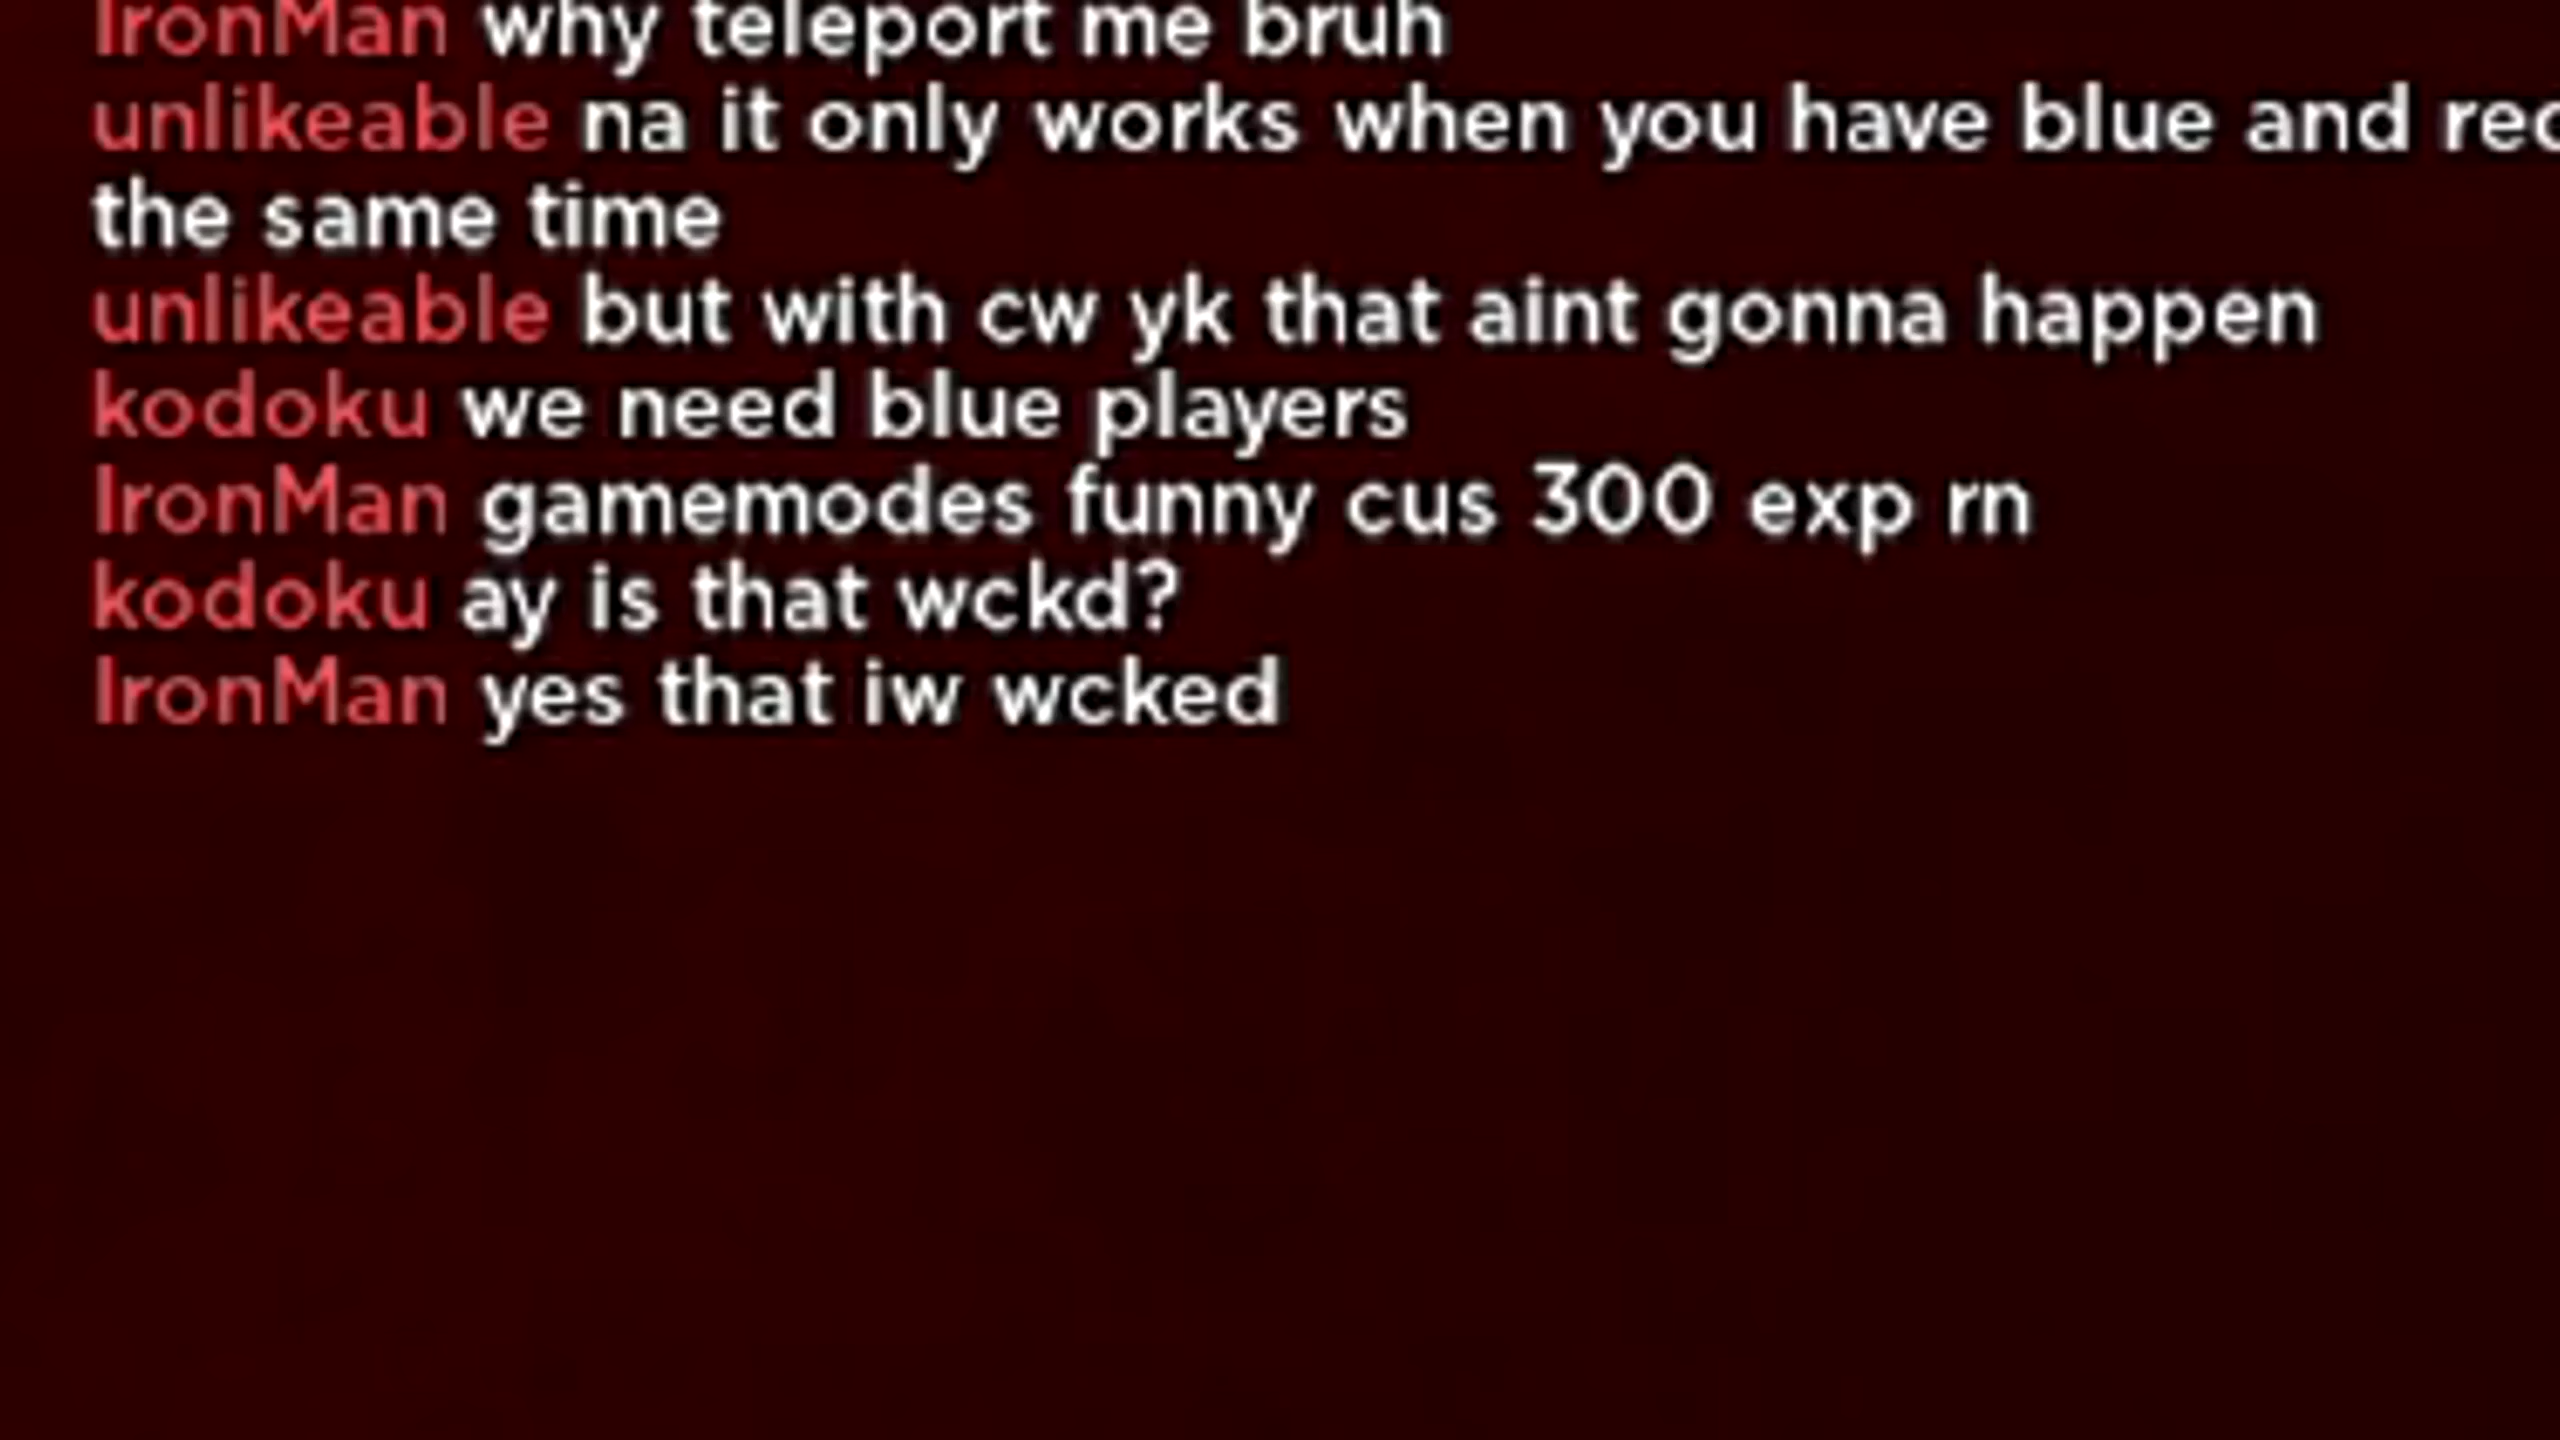 IronMan why teleport me bruh
unlikeable na it only works when you have blue and
the same time
unlikeable but with cw yk that aint gonna happen
kodoku we need blue players
IronMan gamemodes funny cus 300 exp rn
kodoku ay is that wckd?
IronMan yes that iw wcked